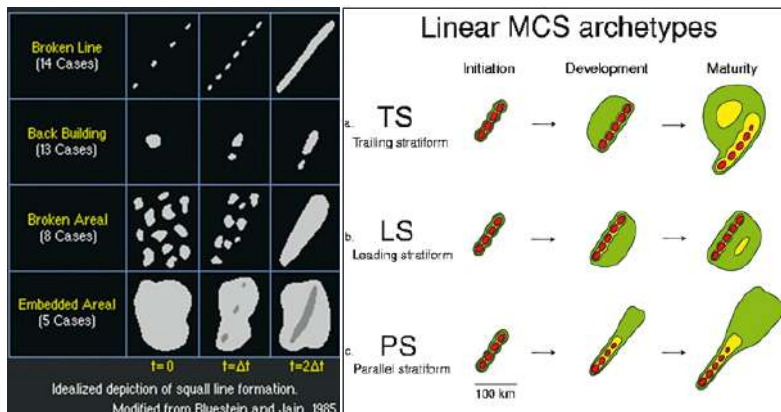 Broken Line
(14 Cases)
Back Building
(13 Cases)
Broken Areal
(8 Cases)
Embedded Areal
(5 Cases)
t=0
t=Δt
t=2Δt
Idealized depiction of squall line formation.
Modified from Bluestein and Jain, 1985
Linear MCS archetypes
Initiation
Development
Maturity
a.
TS
Trailing stratiform
b.
LS
Leading stratiform
c.
PS
Parallel stratiform
100 km